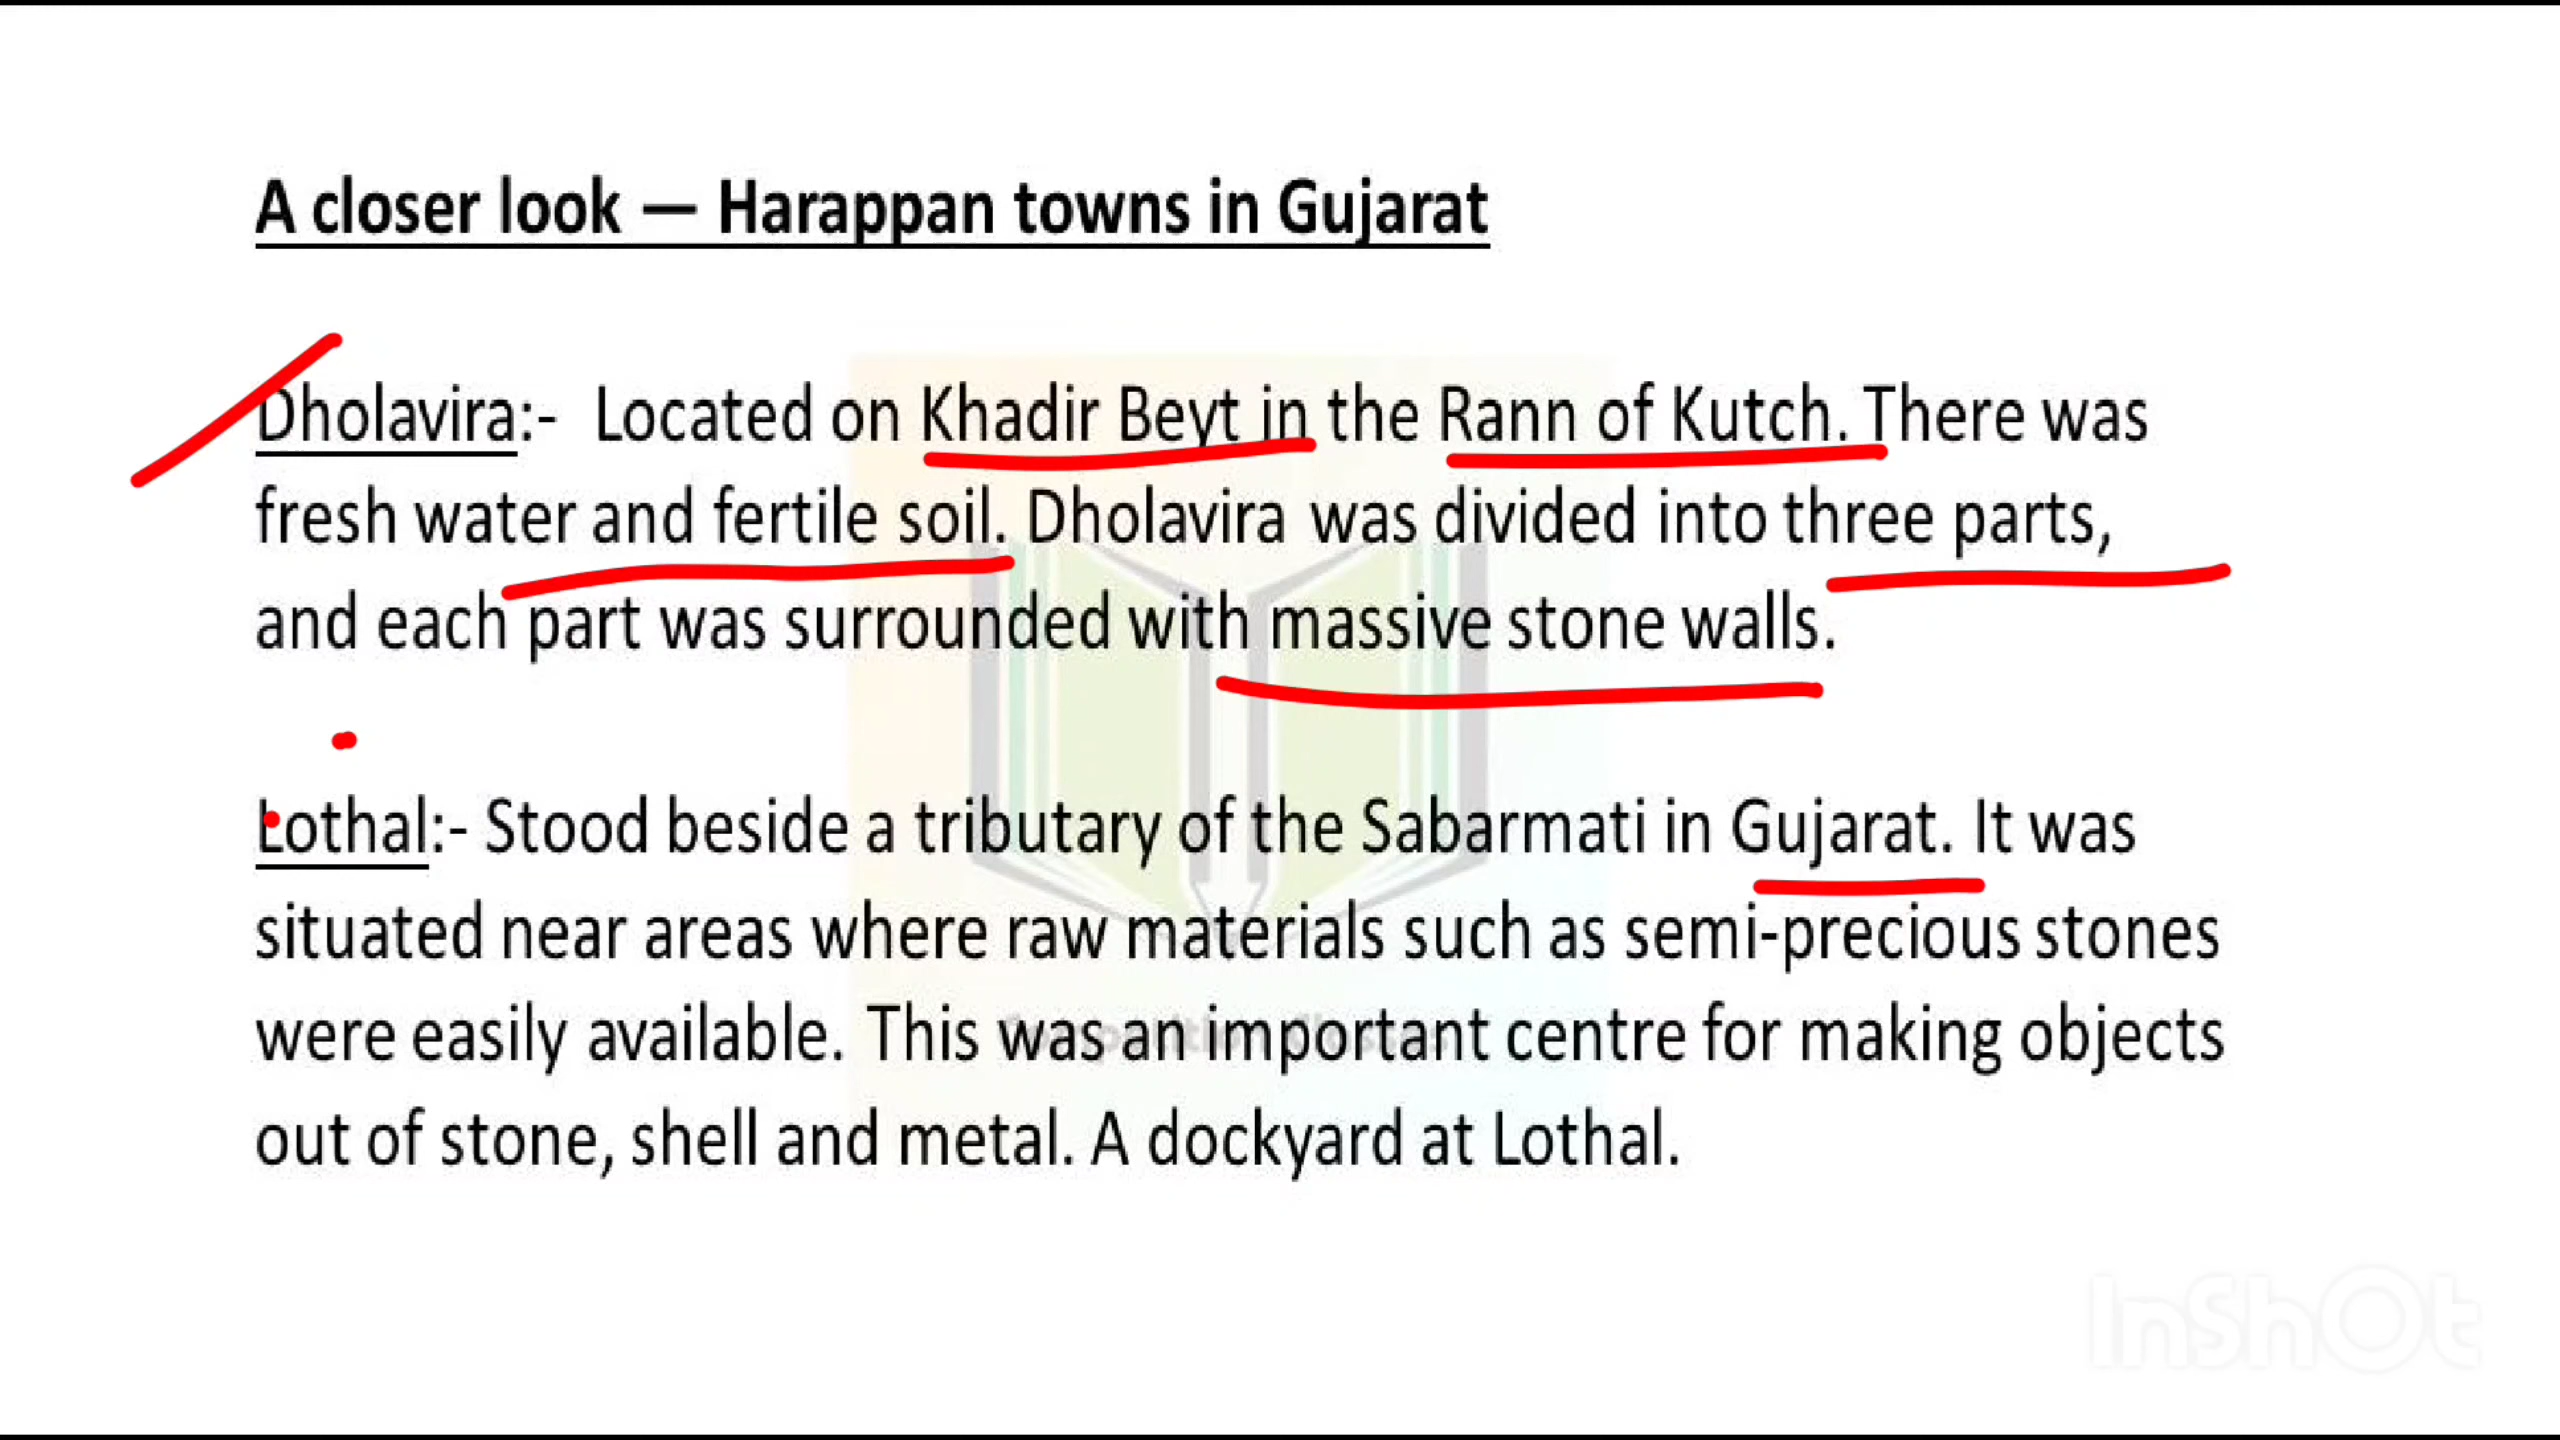 A closer look — Harappan towns in Gujarat
Dholavira:- Located on Khadir Beyt in the Rann of Kutch. There was
fresh water and fertile soil. Dholavira was divided into three parts,
and each part was surrounded with massive stone walls.
Lothal:- Stood beside a tributary of the Sabarmati in Gujarat. It was
situated near areas where raw materials such as semi-precious stones
were easily available. This was an important centre for making objects
out of stone, shell and metal. A dockyard at Lothal.
InShOt